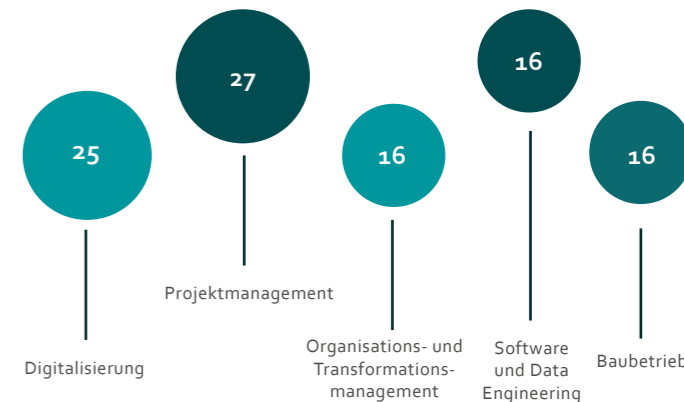 25
27
16
16
16
Digitalisierung
Projektmanagement
Organisations- und
Transformations-
management
Software
und Data
Engineering
Baubetrieb